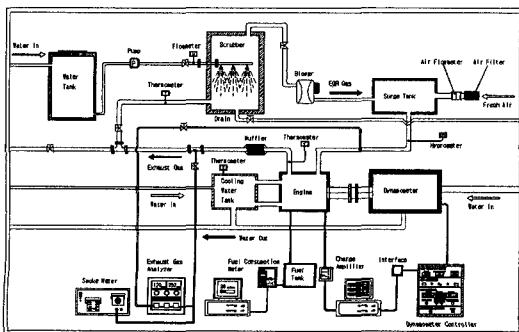 Water In
Pump
Flometer
Scrubber
Water
Tank
Thermometer
Drain
Blower
EGR Gas
Surge Tank
Air Flometer
Air Filter
Fresh Air
Hygrometer
Muffler
Thermometer
Exhaust Gas
Thermometer
Cooling
Water
Tank
Engine
Dynamometer
Water In
Water In
Water Out
Smoke Meter
Exhaust Gas
Analyzer
Fuel Consumption
Meter
Fuel
Tank
Charge
Amplifier
Interface
Dynamometer Controller